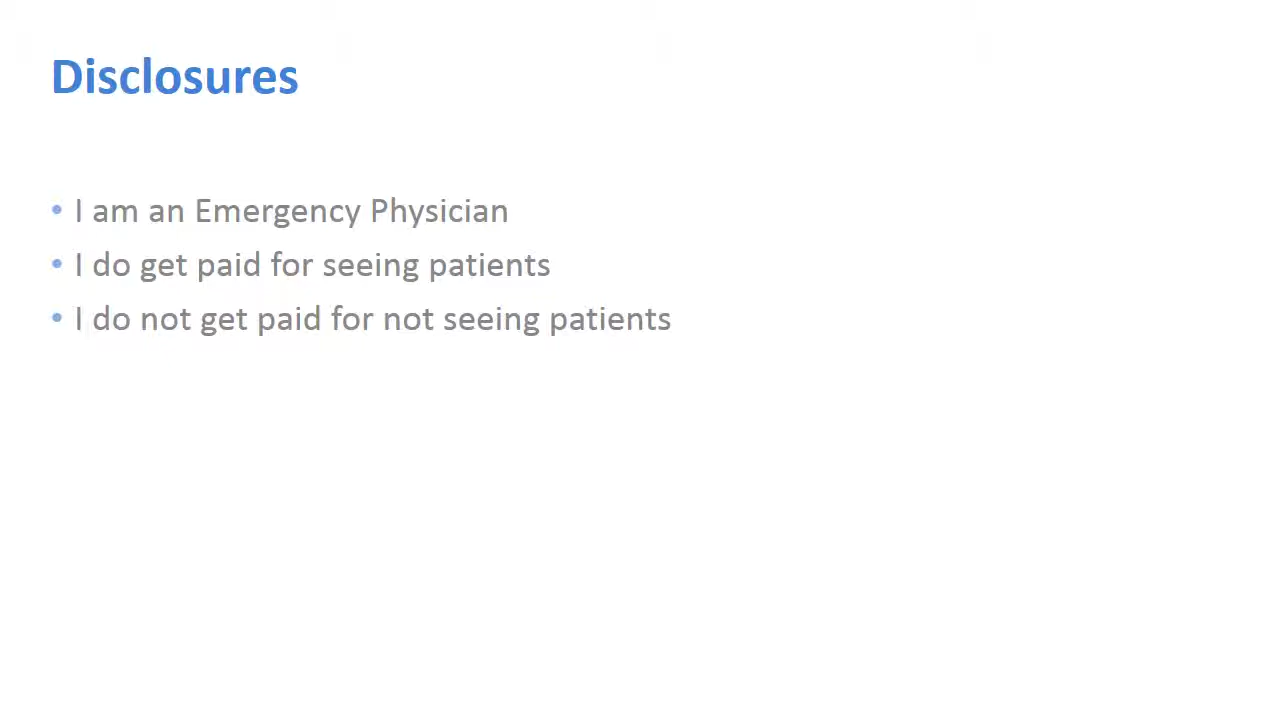 Disclosures
• I am an Emergency Physician
• I do get paid for seeing patients
• I do not get paid for not seeing patients